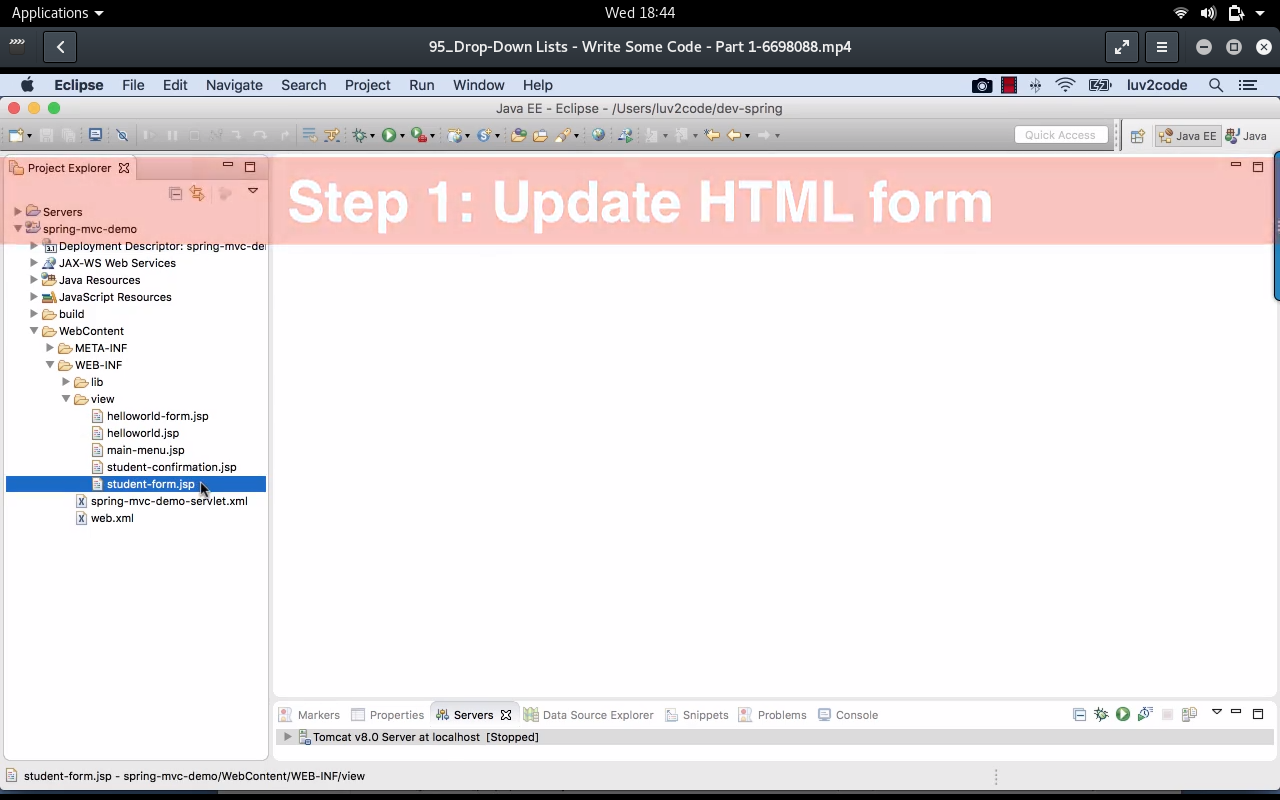 Applications
Wed 18:44
95_Drop-Down Lists - Write Some Code - Part 1-6698088.mp4
Eclipse File Edit Navigate Search Project Run Window Help
luv2code
Java EE - Eclipse - /Users/luv2code/dev-spring
Quick Access
Java EE
Java
Project Explorer
Step 1: Update HTML form
Servers
spring-mvc-demo
Deployment Descriptor: spring-mvc-de
JAX-WS Web Services
Java Resources
JavaScript Resources
build
WebContent
META-INF
WEB-INF
lib
view
helloworld-form.jsp
helloworld.jsp
main-menu.jsp
student-confirmation.jsp
student-form.jsp
spring-mvc-demo-servlet.xml
web.xml
Markers Properties Servers Data Source Explorer Snippets Problems Console
Tomcat v8.0 Server at localhost [Stopped]
student-form.jsp - spring-mvc-demo/WebContent/WEB-INF/view